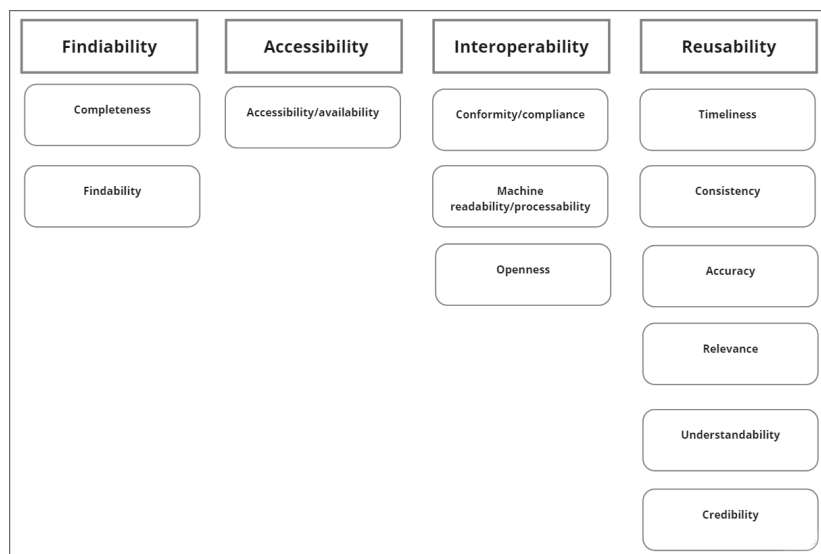 Findiability
Accessibility
Interoperability
Reusability
Completeness
Accessibility/availability
Conformity/compliance
Timeliness
Findability
Machine
readability/processability
Consistency
Openness
Accuracy
Relevance
Understandability
Credibility